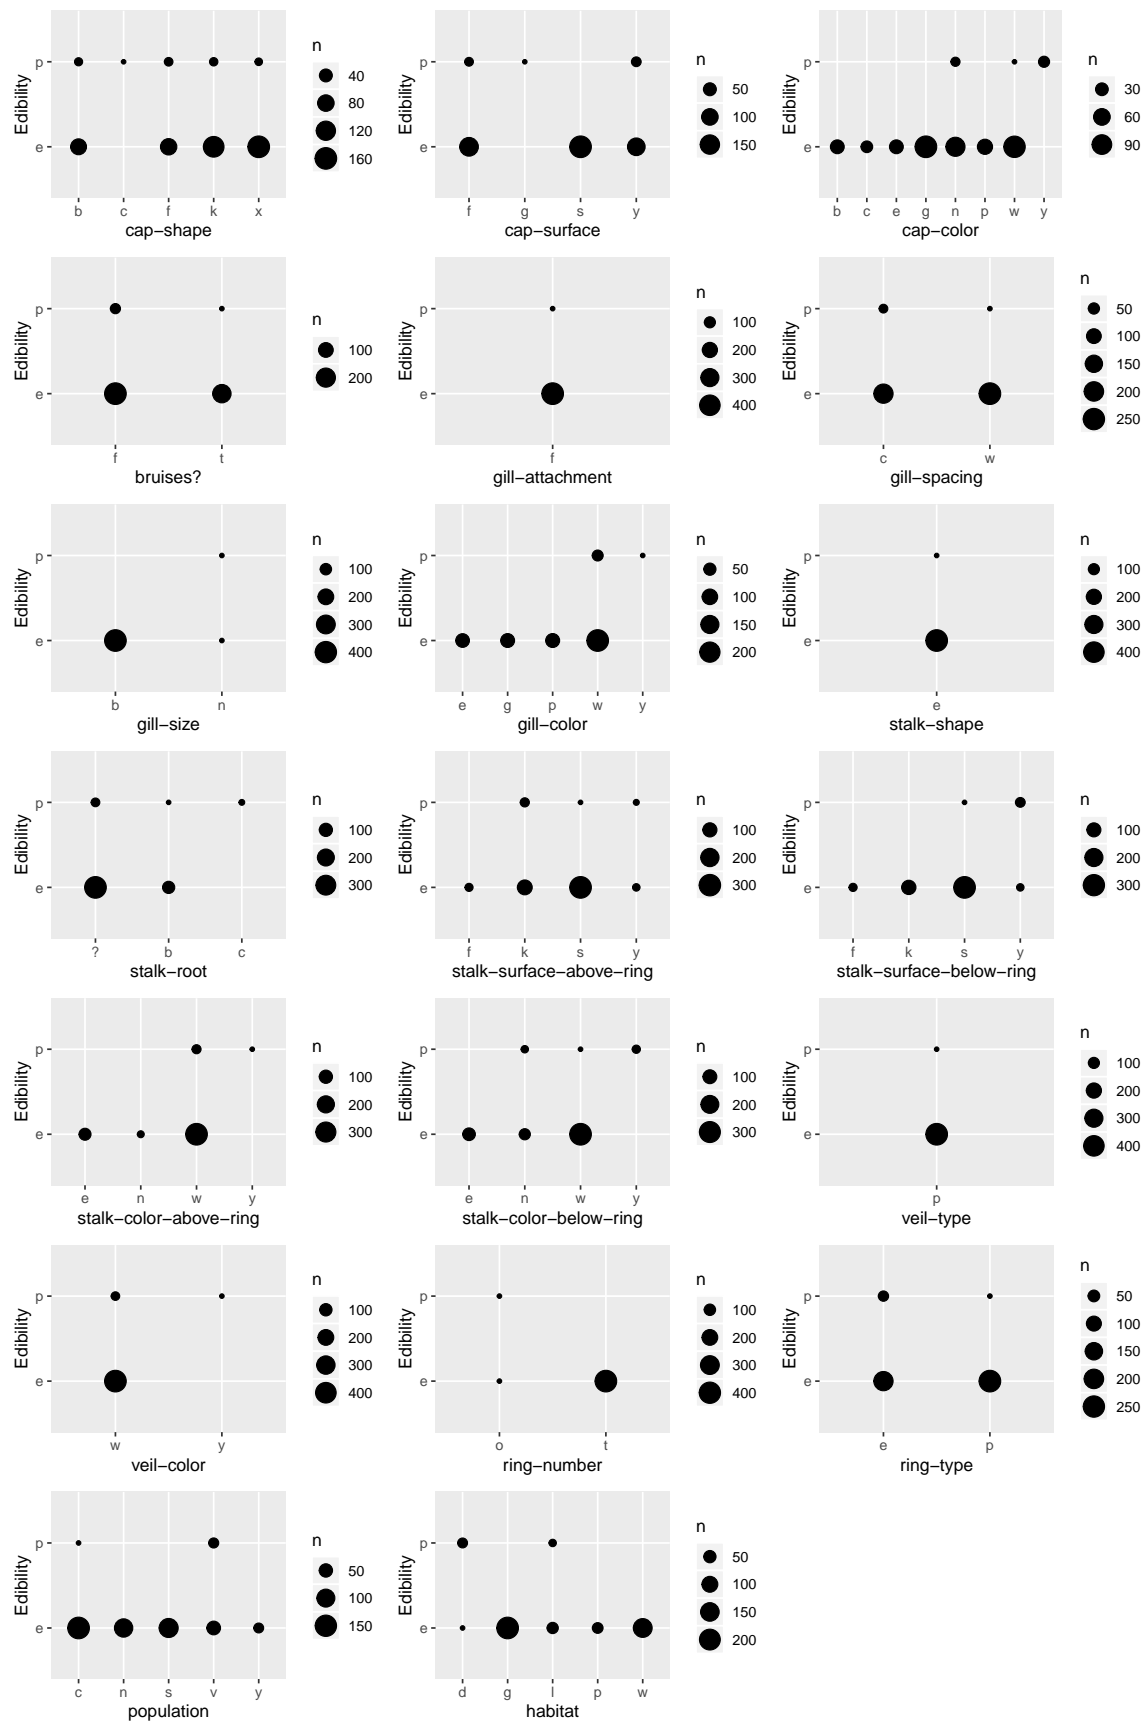 n
Edibility
p
40
80
120
160
e
b c f k x
cap−shape
n
Edibility
p
50
100
150
e
f g s y
cap−surface
n
Edibility
p
30
60
90
e
b c e g n p w y
cap−color
n
Edibility
p
100
200
e
f t
bruises?
n
Edibility
p
100
200
300
400
e
f
gill−attachment
n
Edibility
p
50
100
150
200
250
e
c w
gill−spacing
n
Edibility
p
100
200
300
400
e
b n
gill−size
n
Edibility
p
50
100
150
200
e
e g p w y
gill−color
n
Edibility
p
100
200
300
400
e
e
stalk−shape
n
Edibility
p
100
200
300
e
? b c
stalk−root
n
Edibility
p
100
200
300
e
f k s y
stalk−surface−above−ring
n
Edibility
p
100
200
300
e
f k s y
stalk−surface−below−ring
n
Edibility
p
100
200
300
e
e n w y
stalk−color−above−ring
n
Edibility
p
100
200
300
e
e n w y
stalk−color−below−ring
n
Edibility
p
100
200
300
400
e
p
veil−type
n
Edibility
p
100
200
300
400
e
w y
veil−color
n
Edibility
p
100
200
300
400
e
o t
ring−number
n
Edibility
p
50
100
150
200
250
e
e p
ring−type
n
Edibility
p
50
100
150
e
c n s v y
population
n
Edibility
p
50
100
150
200
e
d g l p w
habitat